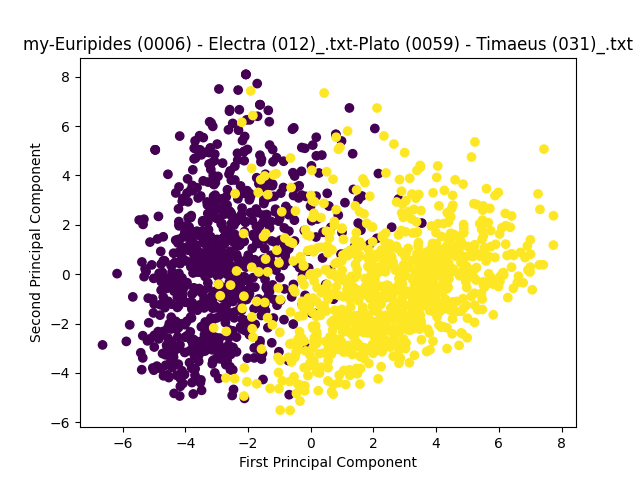 my-Euripides (0006) - Electra (012)_.txt-Plato (0059) - Timaeus (031)_.txt
8
6
4
2
0
−2
−4
−6
Second Principal Component
−6 −4 −2 0 2 4 6 8
First Principal Component